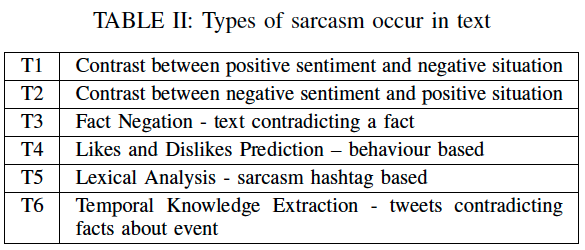 TABLE II: Types of sarcasm occur in text
T1 Contrast between positive sentiment and negative situation
T2 Contrast between negative sentiment and positive situation
T3 Fact Negation - text contradicting a fact
T4 Likes and Dislikes Prediction – behaviour based
T5 Lexical Analysis - sarcasm hashtag based
T6 Temporal Knowledge Extraction - tweets contradicting
facts about event